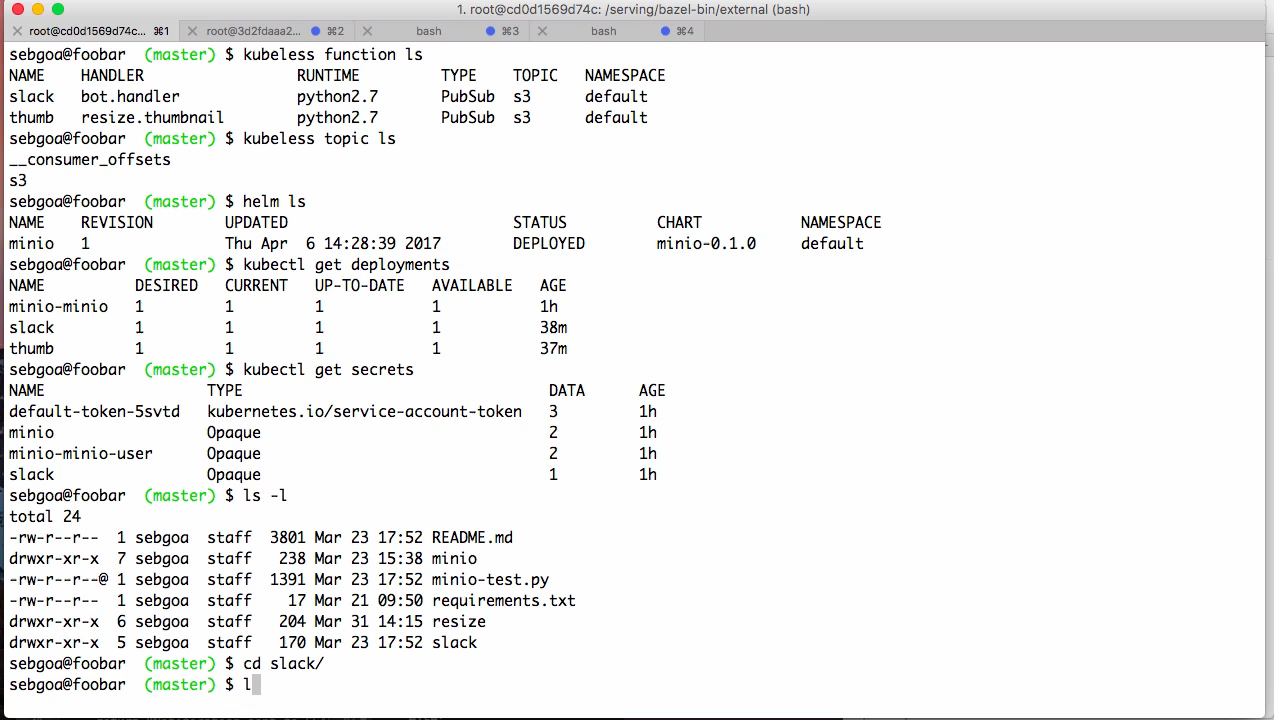 1. root@cd0d1569d74c: /serving/bazel-bin/external (bash)
root@cd0d1569d74c... ⌘1 root@3d2fdaaa2... ⌘2 bash ⌘3 bash ⌘4
sebgoa@foobar (master) $ kubeless function ls
NAME HANDLER RUNTIME TYPE TOPIC NAMESPACE
slack bot.handler python2.7 PubSub s3 default
thumb resize.thumbnail python2.7 PubSub s3 default
sebgoa@foobar (master) $ kubeless topic ls
__consumer_offsets
s3
sebgoa@foobar (master) $ helm ls
NAME REVISION UPDATED STATUS CHART NAMESPACE
minio 1 Thu Apr 6 14:28:39 2017 DEPLOYED minio-0.1.0 default
sebgoa@foobar (master) $ kubectl get deployments
NAME DESIRED CURRENT UP-TO-DATE AVAILABLE AGE
minio-minio 1 1 1 1 1h
slack 1 1 1 1 38m
thumb 1 1 1 1 37m
sebgoa@foobar (master) $ kubectl get secrets
NAME TYPE DATA AGE
default-token-5svtd kubernetes.io/service-account-token 3 1h
minio Opaque 2 1h
minio-minio-user Opaque 2 1h
slack Opaque 1 1h
sebgoa@foobar (master) $ ls -l
total 24
-rw-r--r-- 1 sebgoa staff 3801 Mar 23 17:52 README.md
drwxr-xr-x 7 sebgoa staff 238 Mar 23 15:38 minio
-rw-r--r--@ 1 sebgoa staff 1391 Mar 23 17:52 minio-test.py
-rw-r--r-- 1 sebgoa staff 17 Mar 21 09:50 requirements.txt
drwxr-xr-x 6 sebgoa staff 204 Mar 31 14:15 resize
drwxr-xr-x 5 sebgoa staff 170 Mar 23 17:52 slack
sebgoa@foobar (master) $ cd slack/
sebgoa@foobar (master) $ l